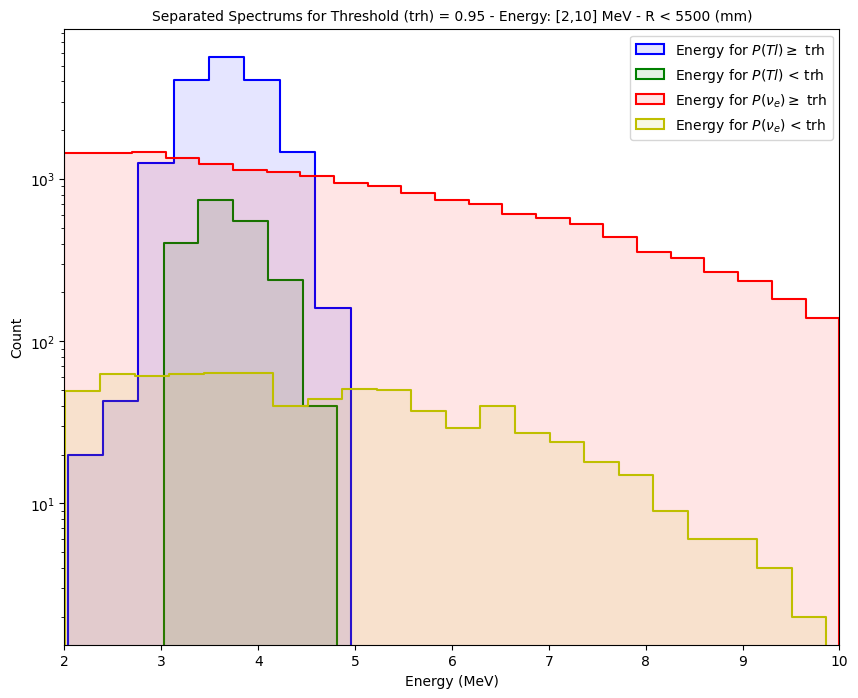 Separated Spectrums for Threshold (trh) = 0.95 - Energy: [2,10] MeV - R < 5500 (mm)
Energy for P(Tl) ≥ trh
Energy for P(Tl) < trh
Energy for P(νₑ) ≥ trh
Energy for P(νₑ) < trh
Count
10³
10²
10¹
2 3 4 5 6 7 8 9 10
Energy (MeV)